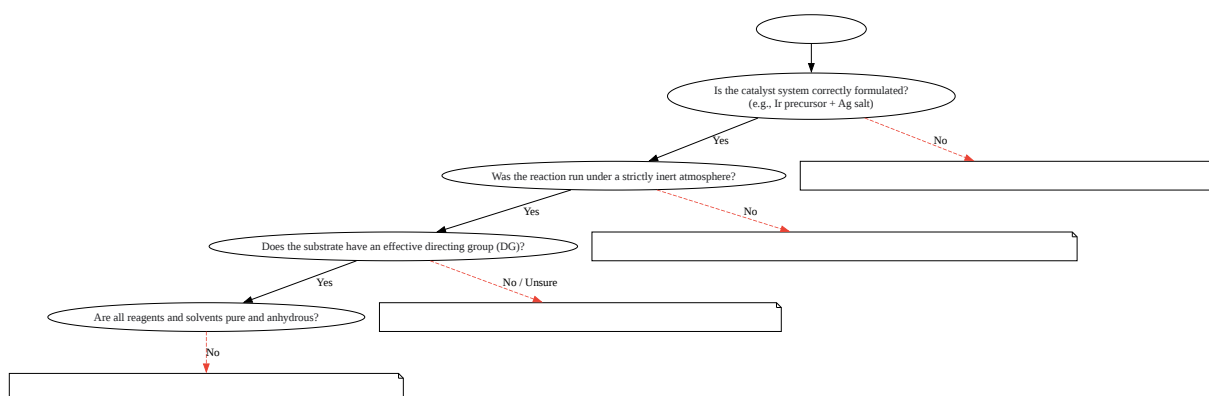 Is the catalyst system correctly formulated?
(e.g., Ir precursor + Ag salt)
Yes
No
Was the reaction run under a strictly inert atmosphere?
Yes
No
Does the substrate have an effective directing group (DG)?
Yes
No / Unsure
Are all reagents and solvents pure and anhydrous?
No